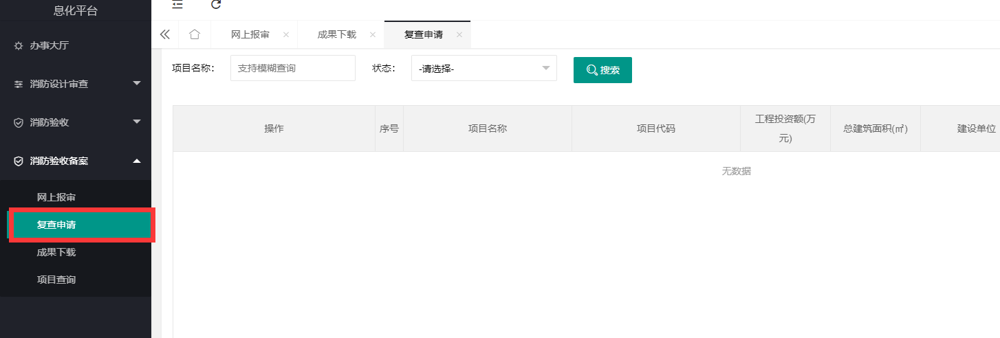 息化平台
办事大厅
消防设计审查
消防验收
消防验收备案
网上报审
复查申请
成果下载
项目查询
网上报审 成果下载 复查申请
项目名称： 支持模糊查询 状态： -请选择- 搜索
操作 序号 项目名称 项目代码 工程投资额(万元) 总建筑面积(㎡) 建设单位
无数据